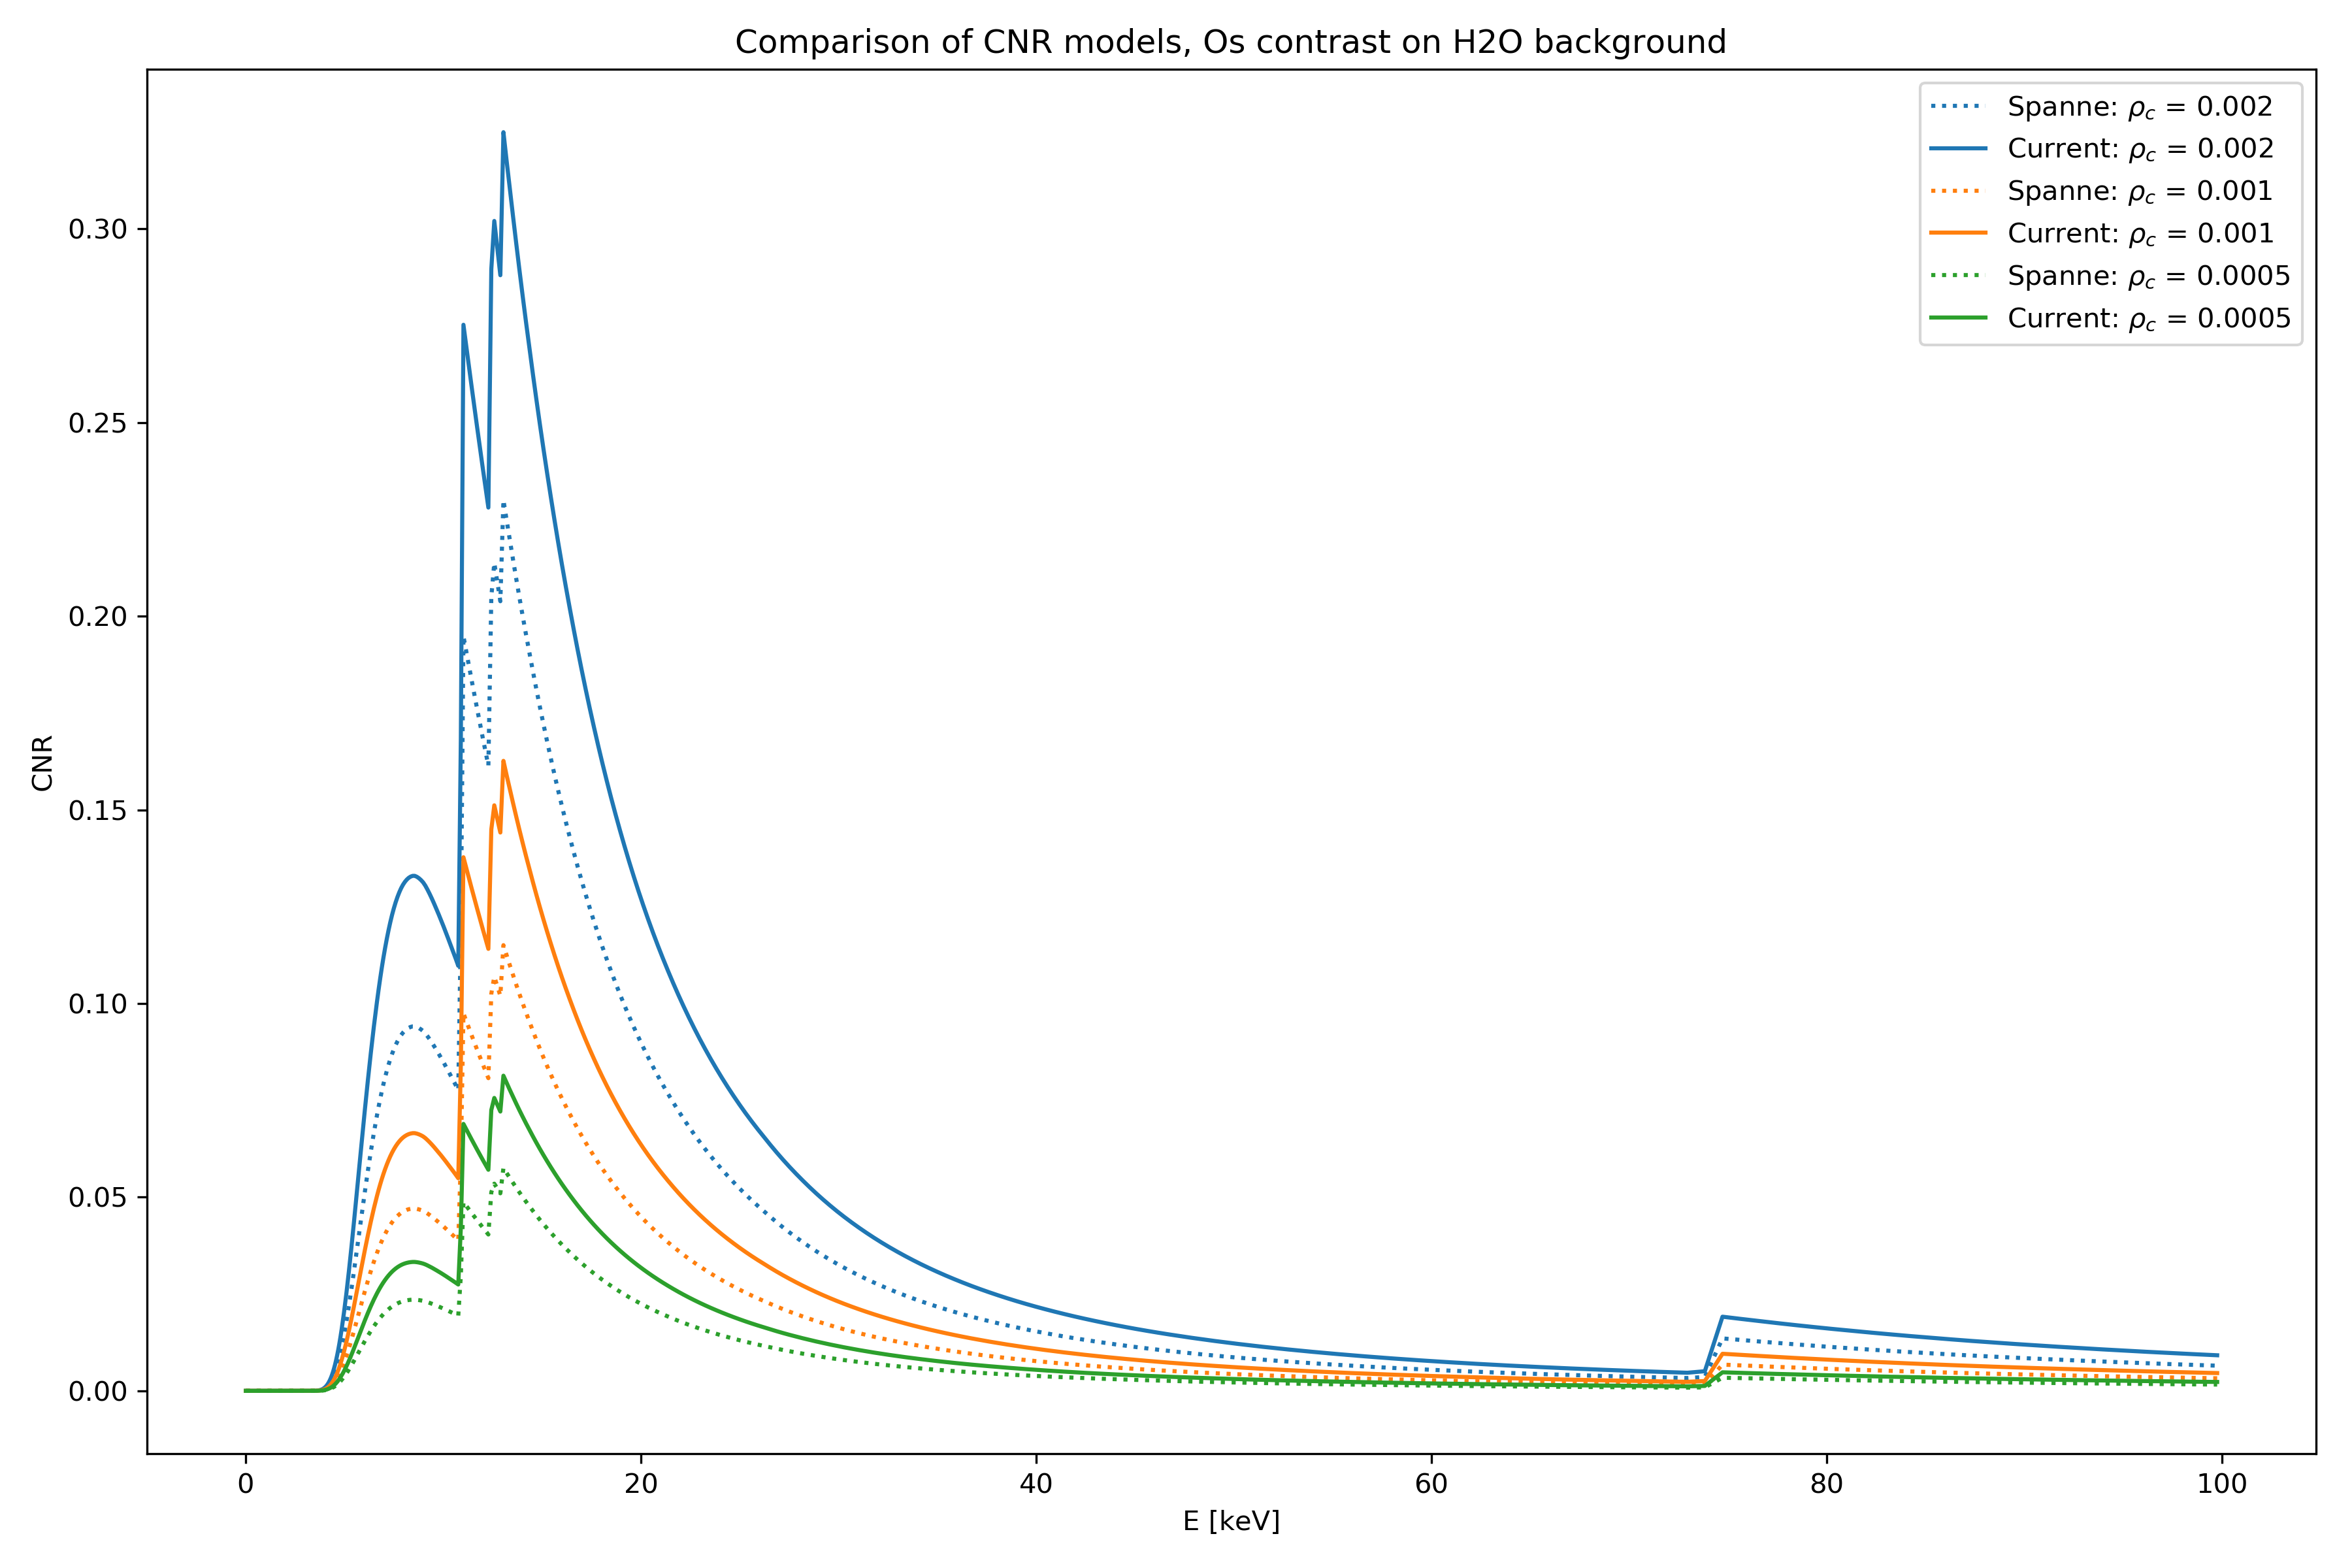 Comparison of CNR models, Os contrast on H2O background
Spanne: ρc = 0.002
Current: ρc = 0.002
Spanne: ρc = 0.001
Current: ρc = 0.001
Spanne: ρc = 0.0005
Current: ρc = 0.0005
0.30
0.25
0.20
0.15
0.10
0.05
0.00
CNR
0 20 40 60 80 100
E [keV]